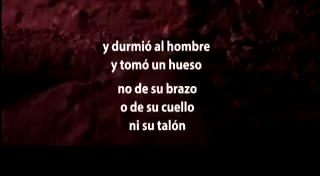 y durmió al hombre
y tomó un hueso
no de su brazo
o de su cuello
ni su talón